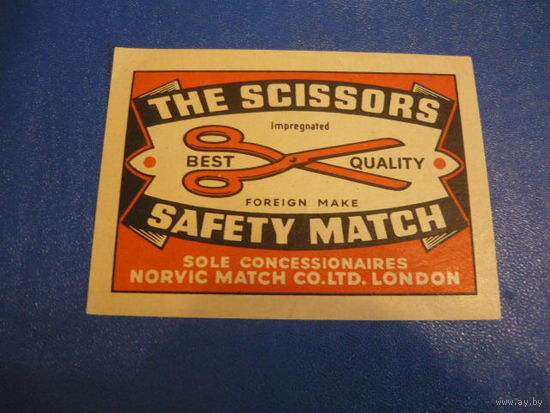 THE SCISSORS
Impregnated
BEST QUALITY
FOREIGN MAKE
SAFETY MATCH
SOLE CONCESSIONAIRES
NORVIC MATCH CO.LTD. LONDON
www.ay.by